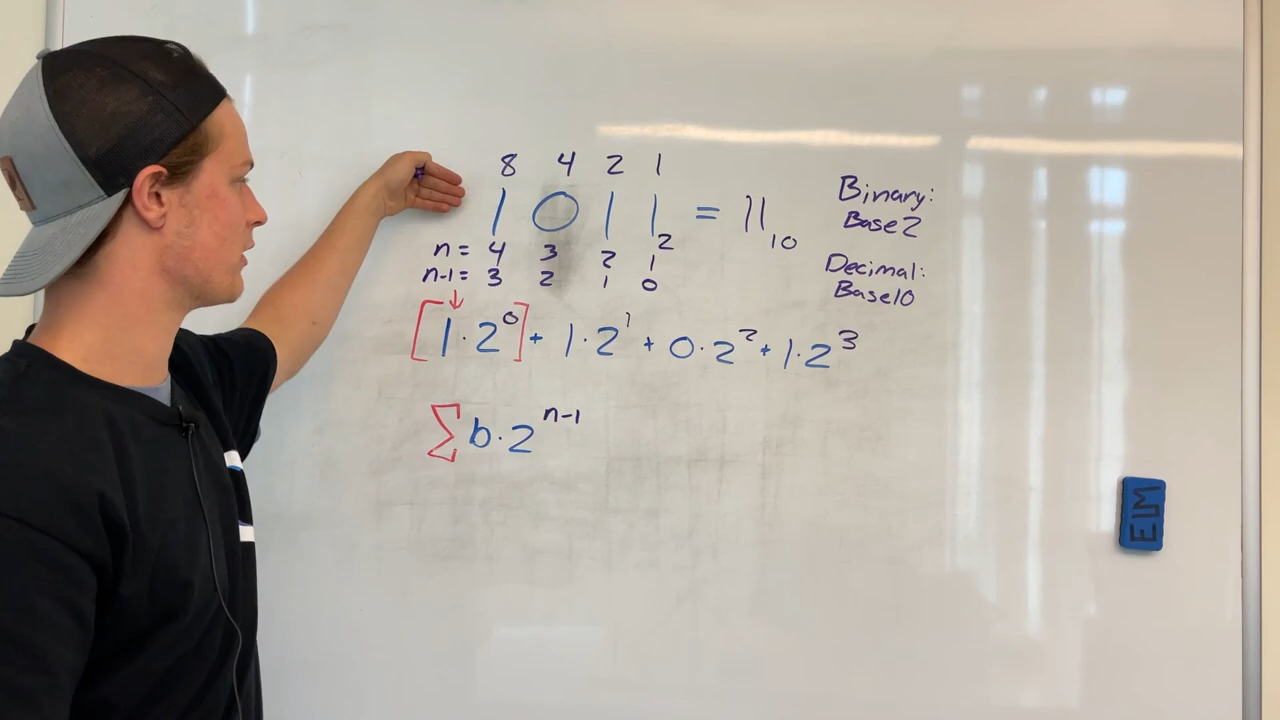 8 4 2 1
1 0 1 1₂ = 11₁₀
n = 4 3 2 1
n-1 = 3 2 1 0
[1·2⁰] + 1·2¹ + 0·2² + 1·2³
∑ b·2ⁿ⁻¹
Binary:
Base2
Decimal:
Base10
ELM